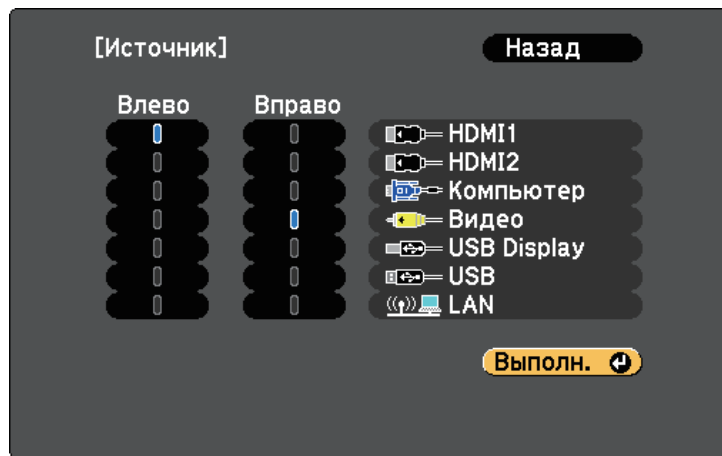 [Источник] Назад
Влево Вправо
HDMI1
HDMI2
Компьютер
Видео
USB Display
USB
LAN
Выполн.